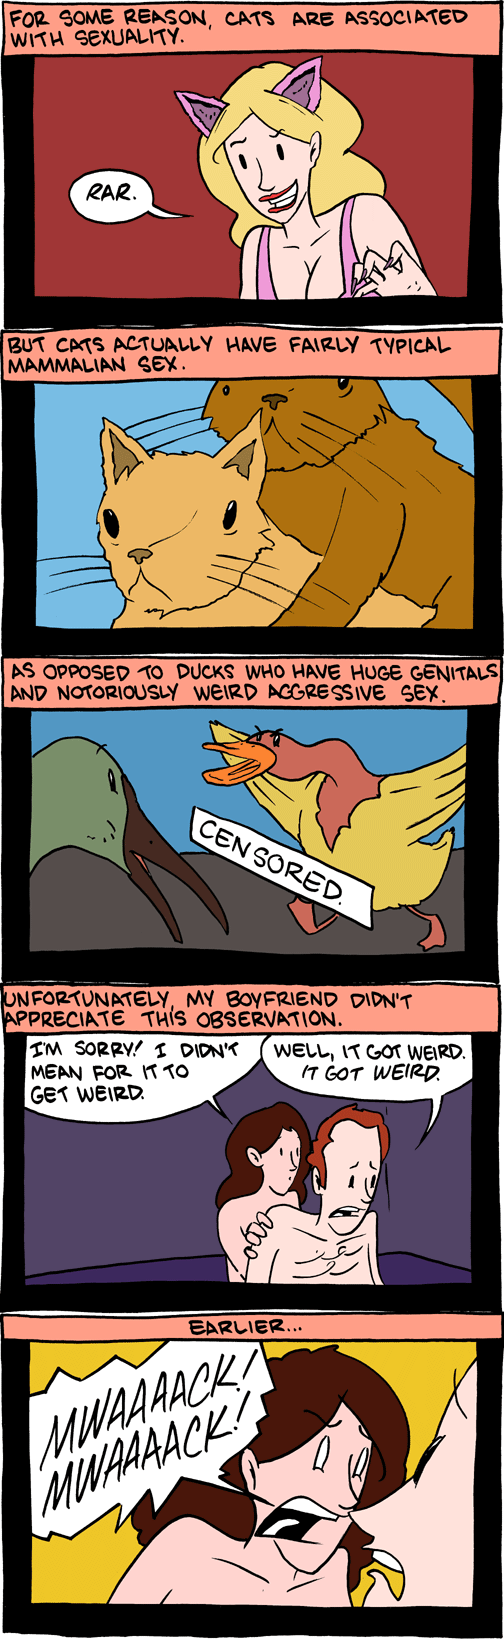 FOR SOME REASON, CATS ARE ASSOCIATED
WITH SEXUALITY.
RAR.
BUT CATS ACTUALLY HAVE FAIRLY TYPICAL
MAMMALIAN SEX.
AS OPPOSED TO DUCKS WHO HAVE HUGE GENITALS
AND NOTORIOUSLY WEIRD AGGRESSIVE SEX.
CENSORED.
UNFORTUNATELY, MY BOYFRIEND DIDN'T
APPRECIATE THIS OBSERVATION.
I'M SORRY! I DIDN'T
MEAN FOR IT TO
GET WEIRD.
WELL, IT GOT WEIRD.
IT GOT WEIRD.
EARLIER...
MWAAAACK!
MWAAAACK!